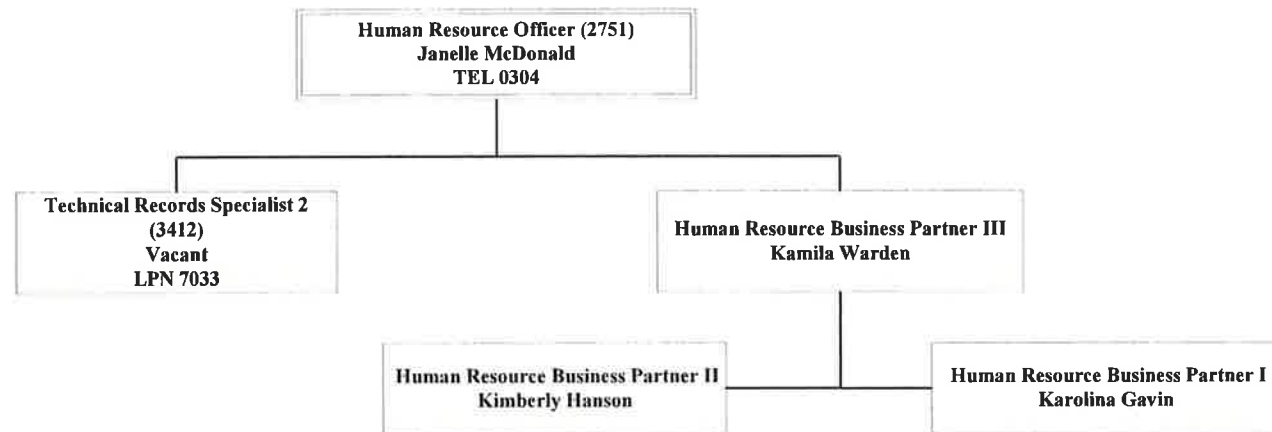 Human Resource Officer (2751)
Janelle McDonald
TEL 0304
Technical Records Specialist 2
(3412)
Vacant
LPN 7033
Human Resource Business Partner III
Kamila Warden
Human Resource Business Partner II
Kimberly Hanson
Human Resource Business Partner I
Karolina Gavin